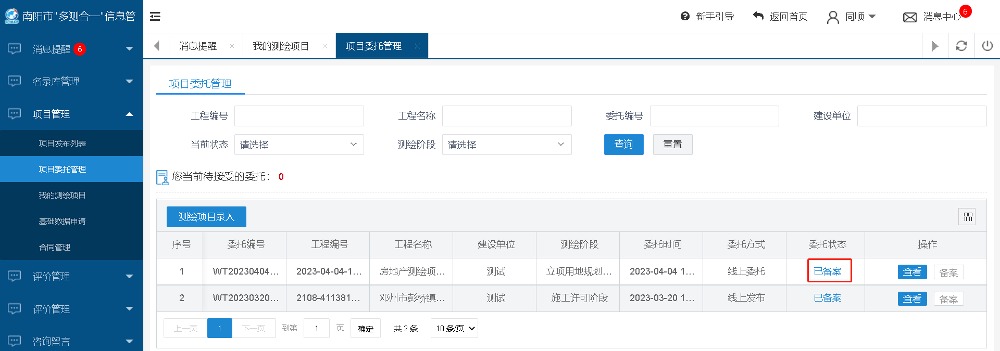 南阳市"多测合一"信息管
新手引导
返回首页
同顺
消息中心
6
消息提醒
6
名录库管理
项目管理
项目发布列表
项目委托管理
我的测绘项目
基础数据申请
合同管理
评价管理
评价管理
咨询留言
消息提醒 ×
我的测绘项目 ×
项目委托管理 ×
项目委托管理
工程编号
工程名称
委托编号
建设单位
当前状态 请选择
测绘阶段 请选择
查询
重置
您当前待接受的委托： 0
测绘项目录入
序号 委托编号 工程编号 工程名称 建设单位 测绘阶段 委托时间 委托方式 委托状态 操作
1 WT20230404... 2023-04-04-1... 房地产测绘项... 测试 立项用地规划... 2023-04-04 1... 线上委托 已备案 查看 备案
2 WT20230320... 2108-411381... 邓州市彭桥镇... 测试 施工许可阶段 2023-03-20 1... 线上发布 已备案 查看 备案
上一页 1 下一页 到第 1 页 确定 共 2 条 10 条/页